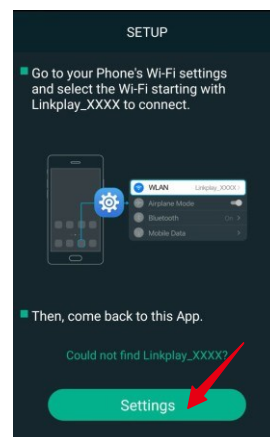 SETUP
Go to your Phone's Wi-Fi settings
and select the Wi-Fi starting with
Linkplay_XXXX to connect.
WLAN Linkplay_XXXX
Airplane Mode
Bluetooth On >
Mobile Data >
Then, come back to this App.
Could not find Linkplay_XXXX?
Settings